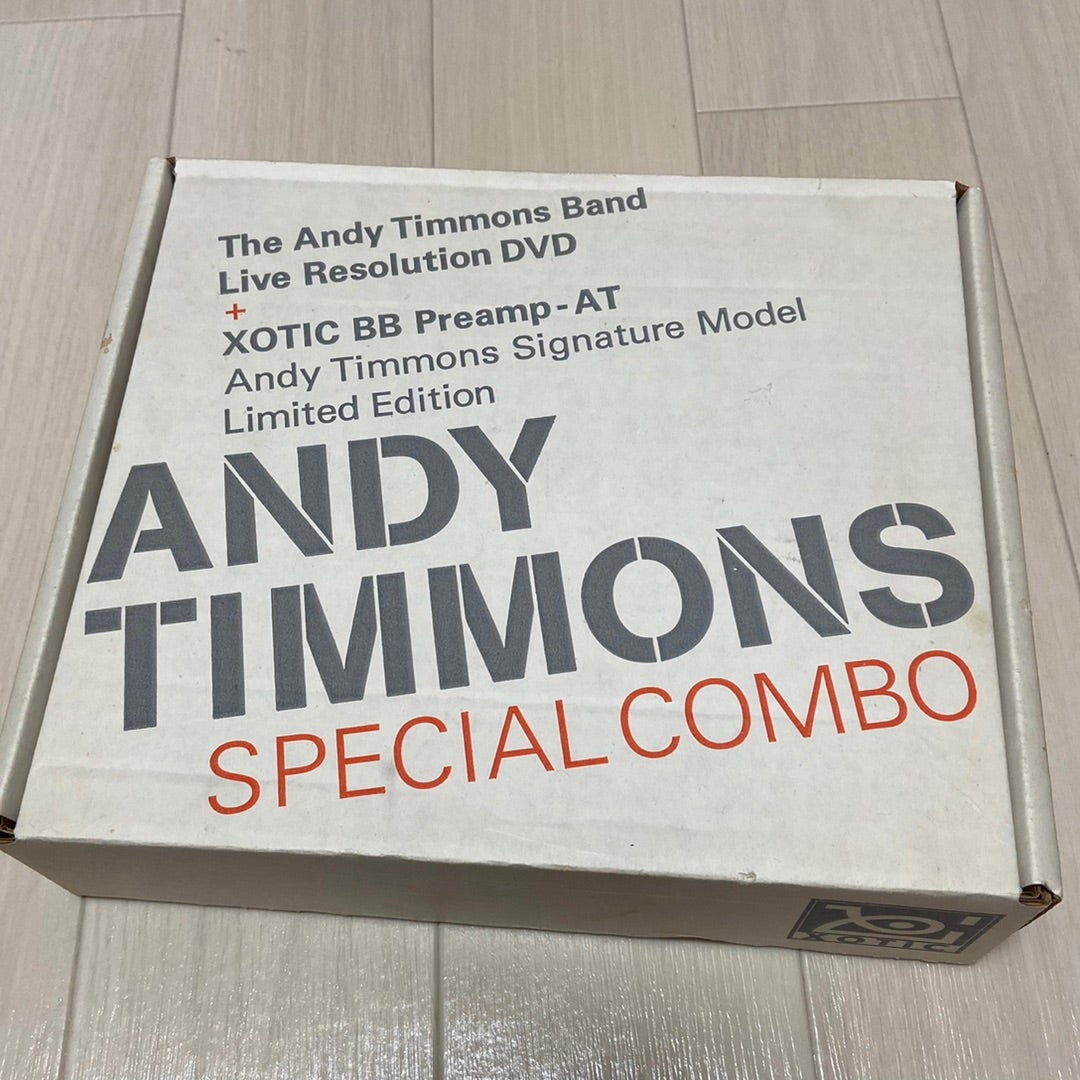 The Andy Timmons Band
Live Resolution DVD
+
XOTIC BB Preamp-AT
Andy Timmons Signature Model
Limited Edition
ANDY
TIMMONS
SPECIAL COMBO
XOTIC